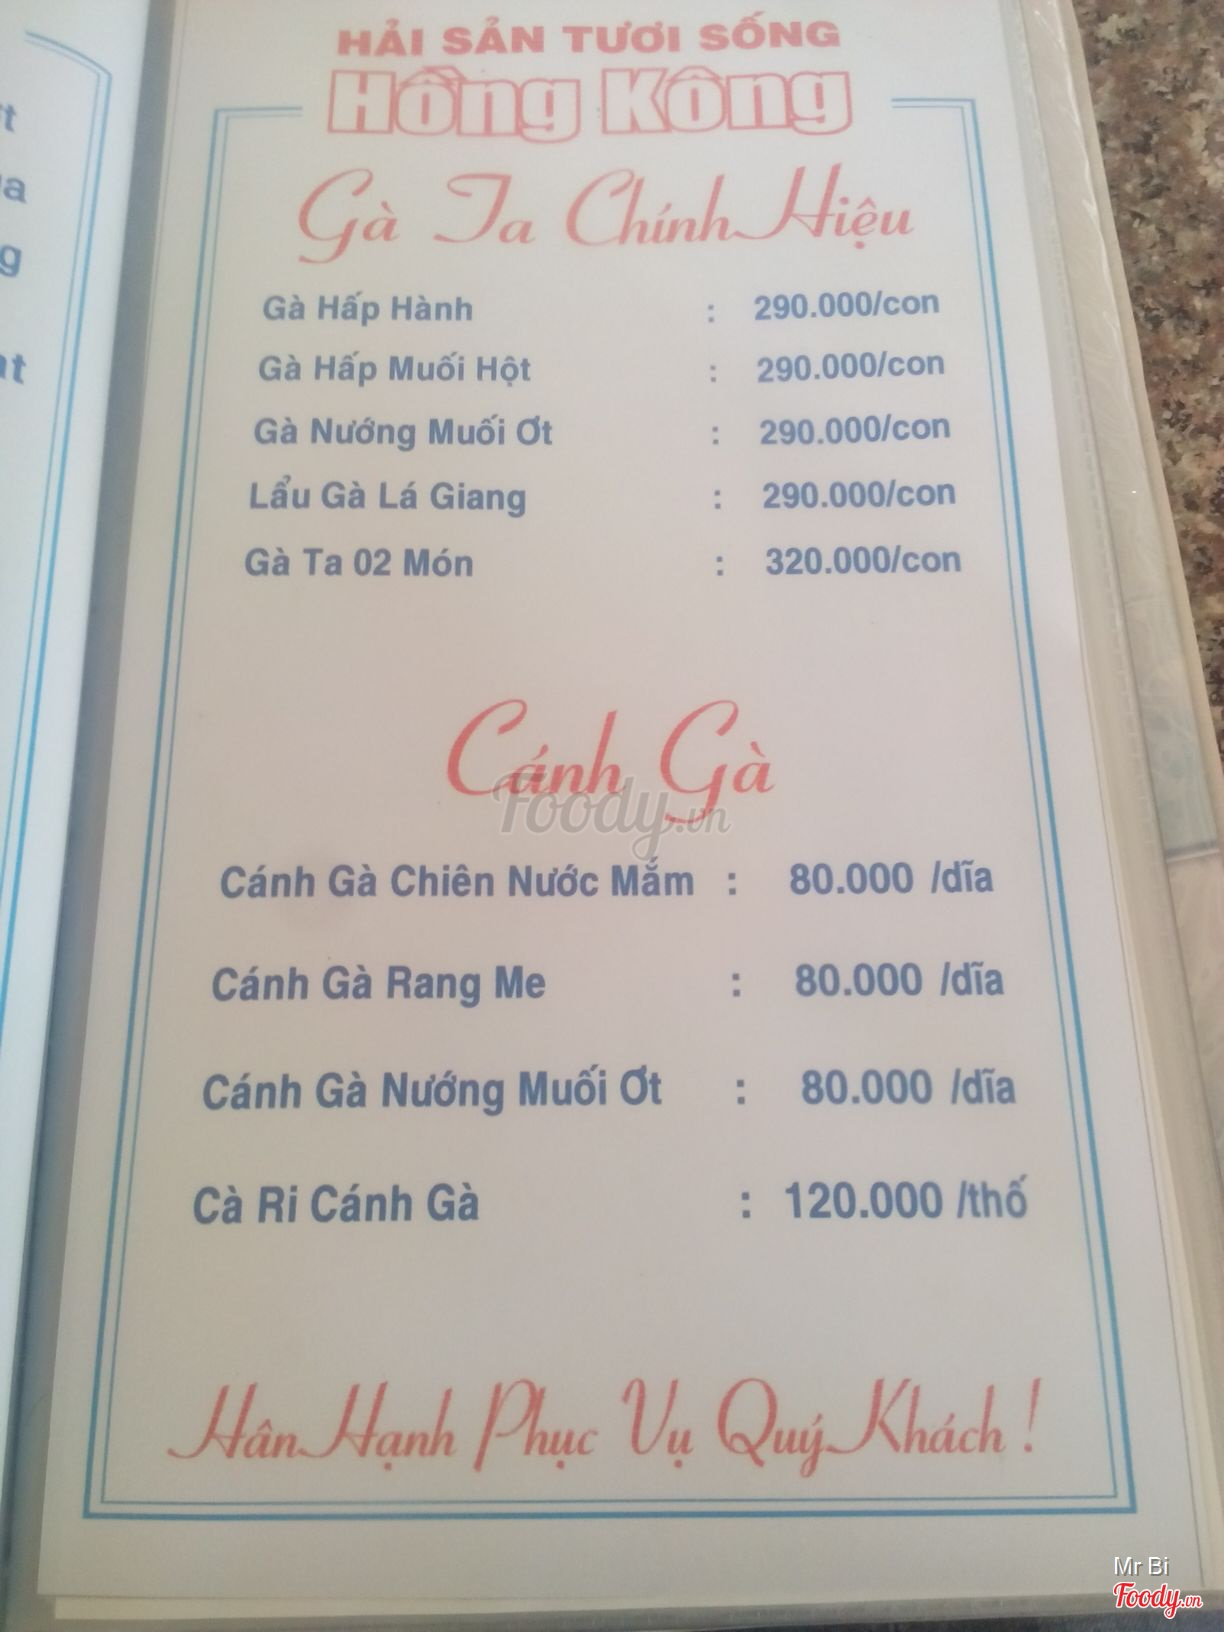 HẢI SẢN TƯƠI SỐNG
Hồng Kông
Gà Ta Chính Hiệu
Gà Hấp Hành : 290.000/con
Gà Hấp Muối Hột : 290.000/con
Gà Nướng Muối Ớt : 290.000/con
Lẩu Gà Lá Giang : 290.000/con
Gà Ta 02 Món : 320.000/con
Cánh Gà
Foody.vn
Cánh Gà Chiên Nước Mắm : 80.000 /dĩa
Cánh Gà Rang Me : 80.000 /dĩa
Cánh Gà Nướng Muối Ớt : 80.000 /dĩa
Cà Ri Cánh Gà : 120.000 /thố
Hân Hạnh Phục Vụ Quý Khách !
Mr Bi
Foody.vn